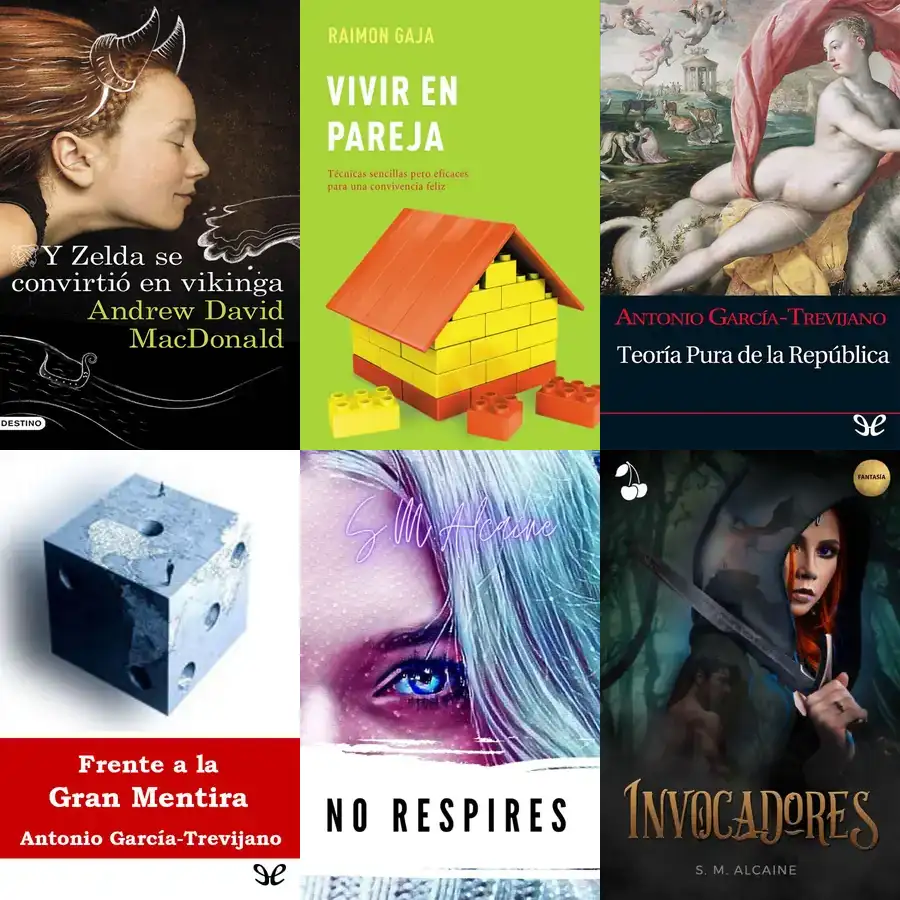 Y Zelda se
convirtió en vikinga
Andrew David
MacDonald
DESTINO
RAIMON GAJA
VIVIR EN
PAREJA
Técnicas sencillas pero eficaces
para una convivencia feliz
ANTONIO GARCÍA-TREVIJANO
Teoría Pura de la República
Frente a la
Gran Mentira
Antonio García-Trevijano
S. M. Alcaine
NO RESPIRES
FANTASÍA
INVOCADORES
S. M. ALCAINE